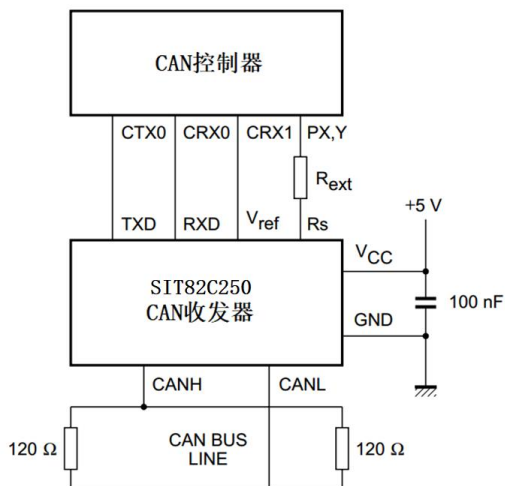 CAN控制器
CTX0 CRX0 CRX1 PX,Y
Rext
+5 V
TXD RXD Vref Rs
VCC
SIT82C250
CAN收发器
100 nF
GND
CANH CANL
120 Ω CAN BUS 120 Ω
LINE